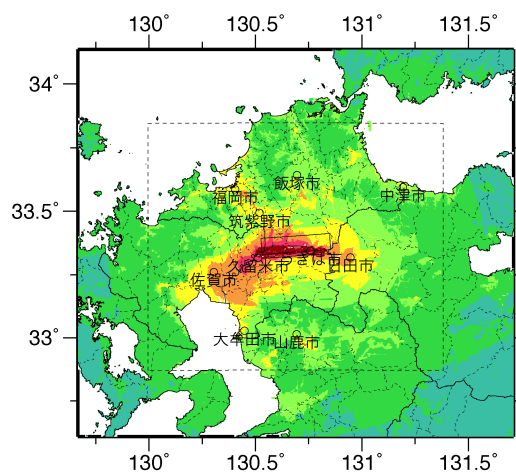 130° 130.5° 131° 131.5°
34°
飯塚市
福岡市 中津市
33.5° 筑紫野市
久留米市 うきは市 日田市
佐賀市
33° 大牟田市 山鹿市
130° 130.5° 131° 131.5°